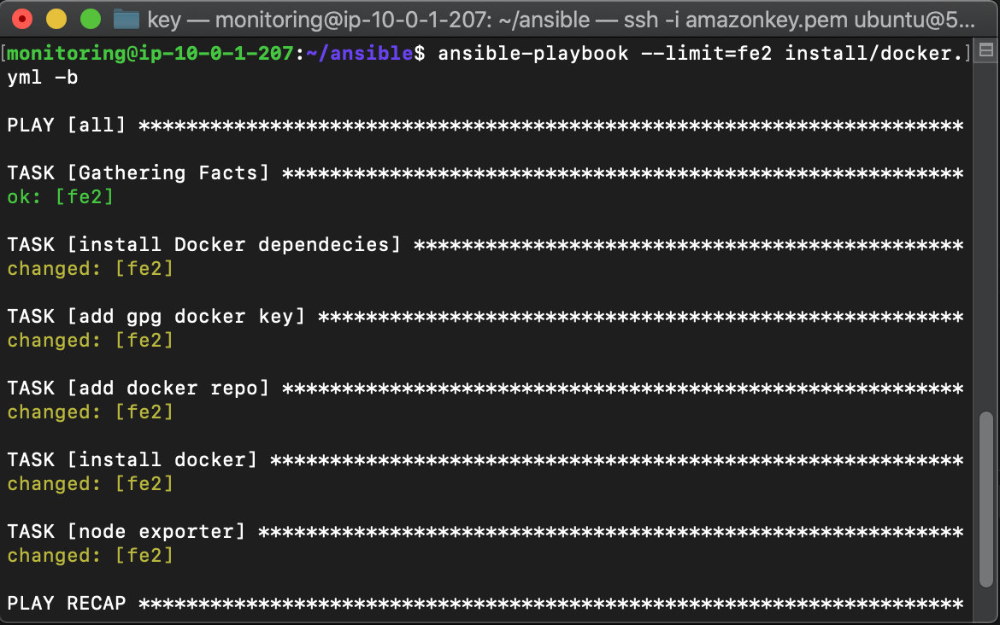 key — monitoring@ip-10-0-1-207: ~/ansible — ssh -i amazonkey.pem ubuntu@5...
[monitoring@ip-10-0-1-207:~/ansible$ ansible-playbook --limit=fe2 install/docker.]
yml -b
PLAY [all] *********************************************************************
TASK [Gathering Facts] *********************************************************
ok: [fe2]
TASK [install Docker dependecies] **********************************************
changed: [fe2]
TASK [add gpg docker key] ******************************************************
changed: [fe2]
TASK [add docker repo] *********************************************************
changed: [fe2]
TASK [install docker] **********************************************************
changed: [fe2]
TASK [node exporter] ***********************************************************
changed: [fe2]
PLAY RECAP *********************************************************************